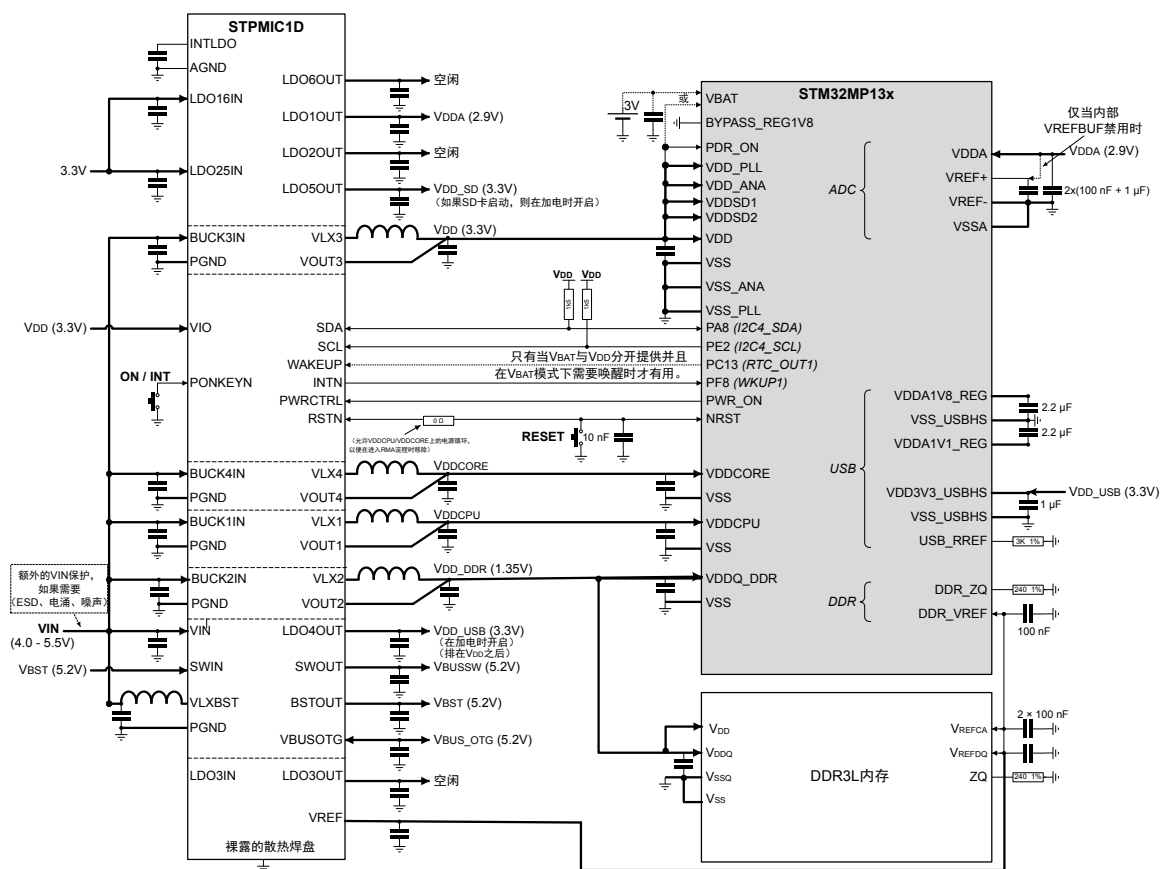 STPMIC1D
INTLDO
AGND
LDO6OUT
空闲
LDO16IN
LDO1OUT
VDDA (2.9V)
LDO2OUT
空闲
3.3V
LDO25IN
LDO5OUT
VDD_SD (3.3V)
(如果SD卡启动，则在加电时开启)
BUCK3IN
VLX3
VDD (3.3V)
PGND
VOUT3
VDD (3.3V)
VIO
SDA
SCL
WAKEUP
ON / INT
PONKEYN
INTN
PWRCTRL
RSTN
VDD
VDD
1k5
1k5
只有当VBAT与VDD分开提供并且
在VBAT模式下需要唤醒时才有用。
0 Ω
(允许VDDCPU/VDDCORE上的电源循环，
以便在进入RMA流程时移除)
RESET
10 nF
BUCK4IN
VLX4
VDDCORE
PGND
VOUT4
BUCK1IN
VLX1
VDDCPU
PGND
VOUT1
额外的VIN保护，
如果需要
(ESD、电涌、噪声)
BUCK2IN
VLX2
VDD_DDR (1.35V)
PGND
VOUT2
VIN
(4.0 - 5.5V)
VIN
LDO4OUT
VDD_USB (3.3V)
(在加电时开启)
(排在VDD之后)
VBST (5.2V)
SWIN
SWOUT
VBUSSW (5.2V)
VLXBST
BSTOUT
VBST (5.2V)
PGND
VBUSOTG
VBUS_OTG (5.2V)
LDO3IN
LDO3OUT
空闲
VREF
裸露的散热焊盘
STM32MP13x
3V
或
VBAT
BYPASS_REG1V8
PDR_ON
VDD_PLL
VDD_ANA
VDDSD1
VDDSD2
VDD
VSS
VSS_ANA
VSS_PLL
PA8 (I2C4_SDA)
PE2 (I2C4_SCL)
PC13 (RTC_OUT1)
PF8 (WKUP1)
PWR_ON
NRST
VDDCORE
VSS
VDDCPU
VSS
VDDQ_DDR
VSS
ADC
VDDA
VREF+
VREF-
VSSA
仅当内部
VREFBUF禁用时
VDDA (2.9V)
2x(100 nF + 1 µF)
USB
VDDA1V8_REG
VSS_USBHS
VDDA1V1_REG
2.2 µF
2.2 µF
VDD3V3_USBHS
VDD_USB (3.3V)
VSS_USBHS
1 µF
USB_RREF
3K 1%
DDR
DDR_ZQ
240 1%
DDR_VREF
100 nF
DDR3L内存
VDD
VDDQ
VSSQ
VSS
VREFCA
2 × 100 nF
VREFDQ
ZQ
240 1%